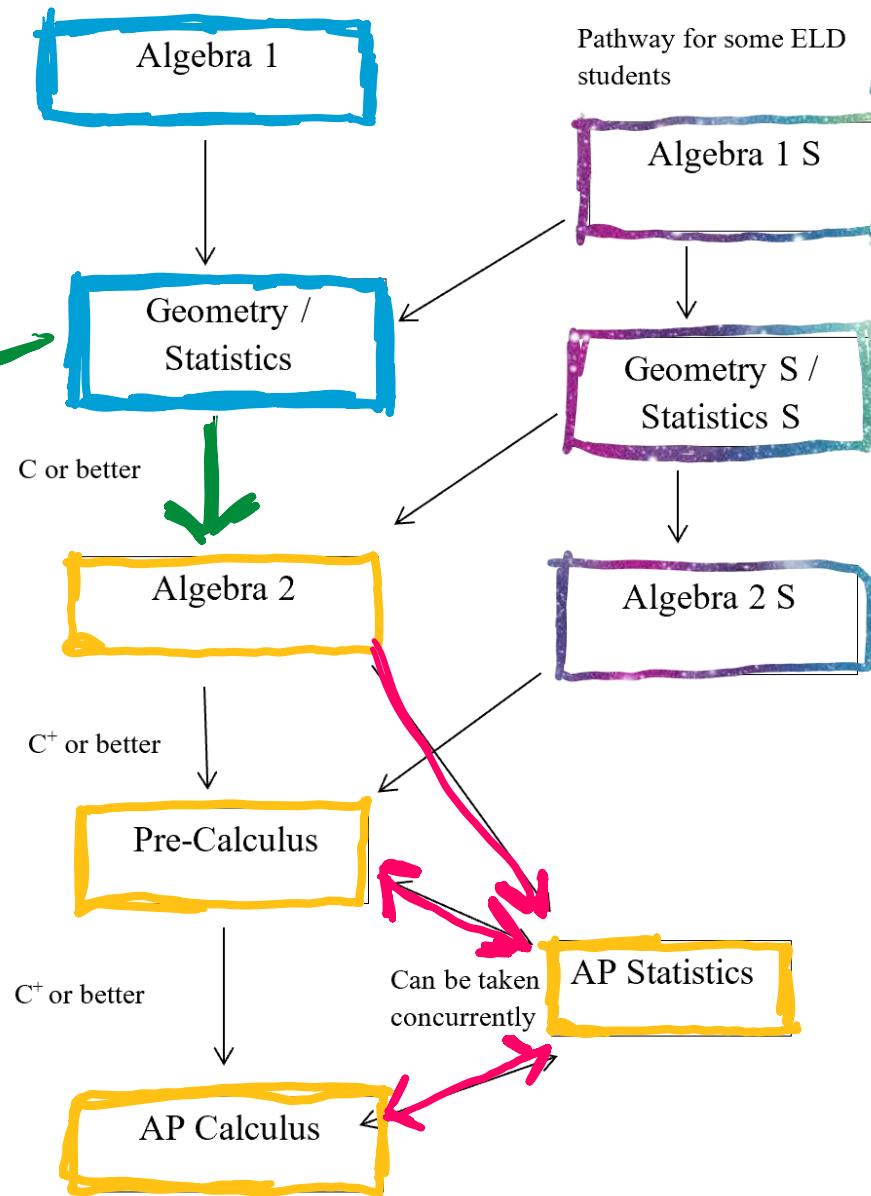 Algebra 1
Pathway for some ELD
students
Algebra 1 S
Geometry /
Statistics
Geometry S /
Statistics S
C or better
Algebra 2
Algebra 2 S
C⁺ or better
Pre-Calculus
C⁺ or better
Can be taken
concurrently
AP Statistics
AP Calculus